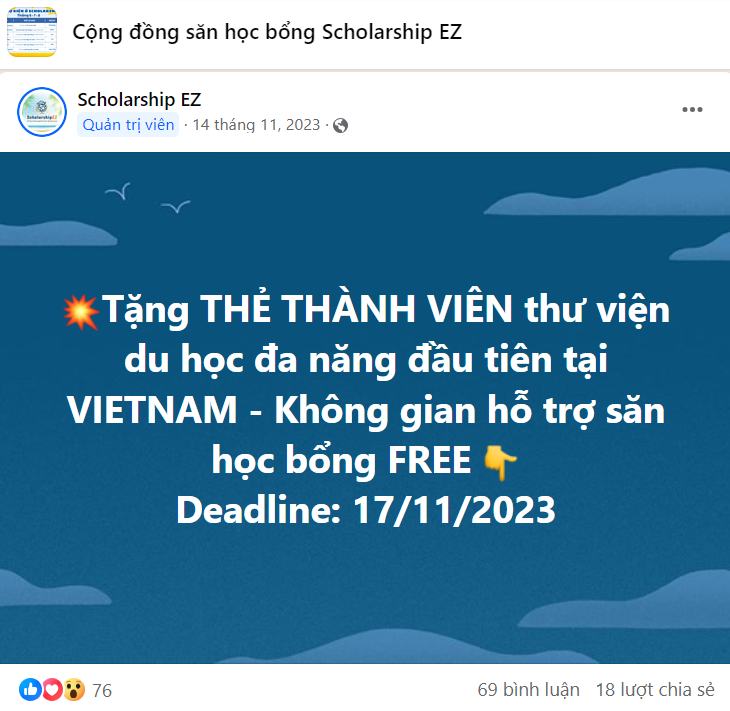 Cộng đồng săn học bổng Scholarship EZ
Scholarship EZ
Quản trị viên · 14 tháng 11, 2023 ·
💥Tặng THẺ THÀNH VIÊN thư viện
du học đa năng đầu tiên tại
VIETNAM - Không gian hỗ trợ săn
học bổng FREE 👇
Deadline: 17/11/2023
76
69 bình luận 18 lượt chia sẻ